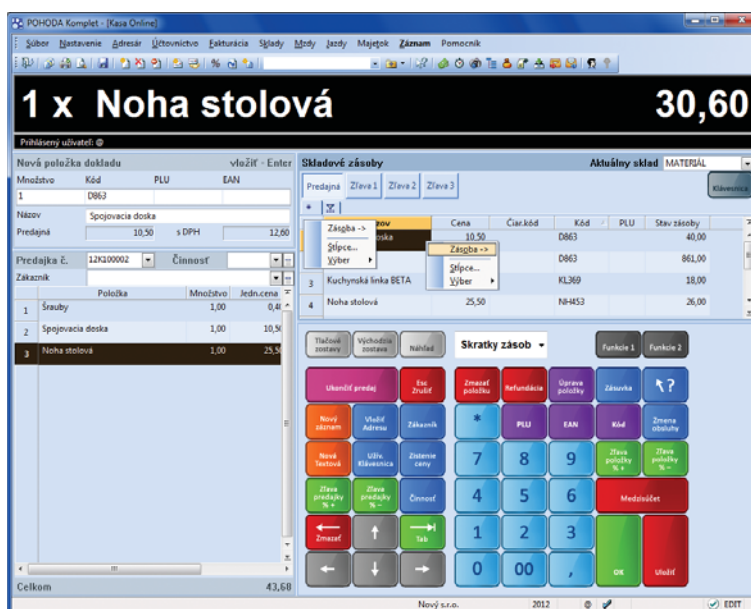 POHODA Komplet - [Kasa Online]
Súbor Nastavenie Adresár Účtovníctvo Fakturácia Sklady Mzdy Jazdy Majetok Záznam Pomocník
1 x Noha stolová 30,60
Prihlásený užívateľ: @
Nová položka dokladu vložiť - Enter
Množstvo Kód PLU EAN
1 D863
Názov Spojovacia doska
Predajná 10,50 s DPH 12,60
Predajka č. 12K100002 Činnosť
Zákazník
Položka Množstvo Jedn.cena
1 Šrauby 1,00 0,40
2 Spojovacia doska 1,00 10,50
3 Noha stolová 1,00 25,50
Celkom 43,68
Skladové zásoby Aktuálny sklad MATERIÁL
Predajná Zľava 1 Zľava 2 Zľava 3 Klávesnica
Cena Čiar.kód Kód PLU Stav zásoby
10,50 D863 40,00
Zásoba ->
Stĺpce...
Výber
Zásoba ->
Stĺpce...
Výber
D863 861,00
3 Kuchynská linka BETA KL369 18,00
4 Noha stolová 25,50 NH453 26,00
Tlačové zostavy Východzia zostava Náhľad Skratky zásob Funkcie 1 Funkcie 2
Ukončiť predaj Esc Zrušiť Zmazať položku Refundácia Úprava položky Zásuvka ?
Nový záznam Vložiť Adresu Zákazník * PLU EAN Kód Zmena obsluhy
Nová Textová Užív. Klávesnica Zistenie ceny 7 8 9 Zľava položky % + Zľava položky % -
Zľava predajky % + Zľava predajky % - Činnosť 4 5 6 Medzisúčet
Zmazať Tab 1 2 3
0 00 , OK Uložiť
Nový s.r.o. 2012 @ EDIT